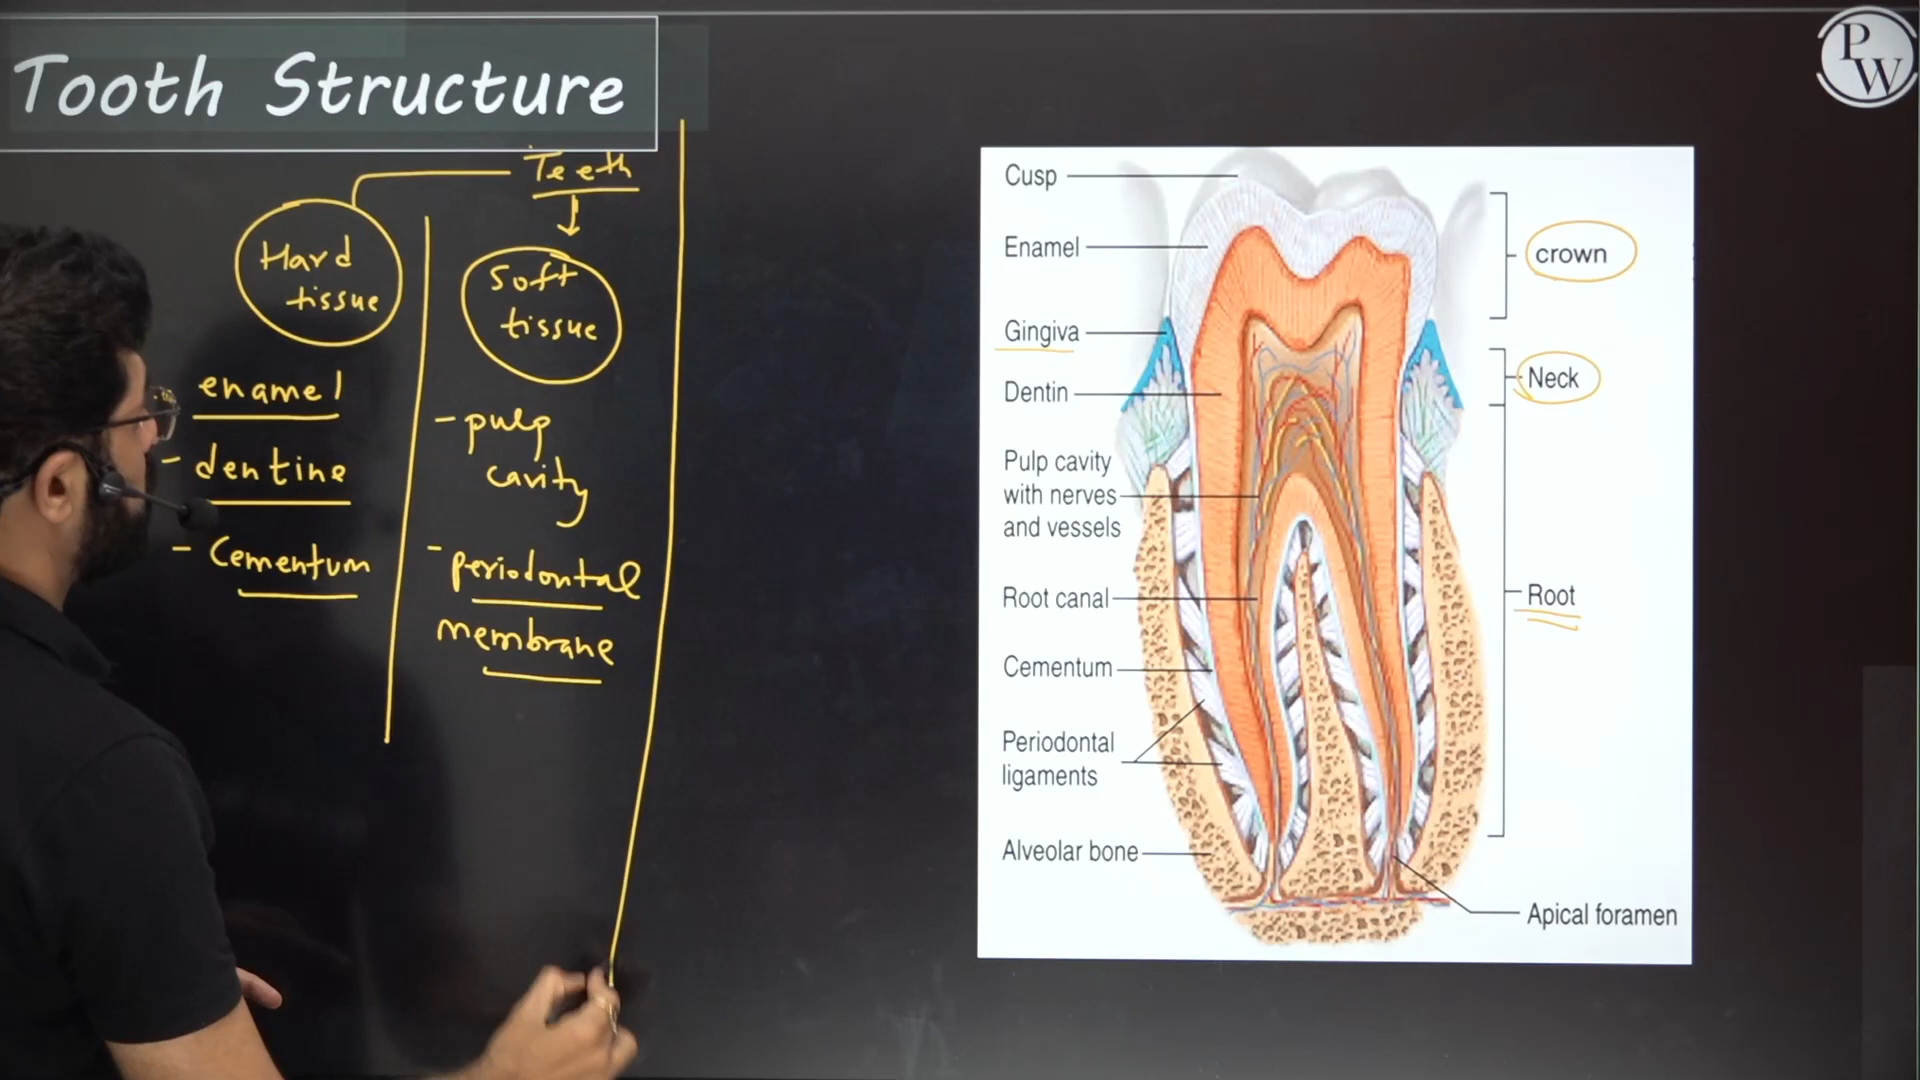 Tooth Structure
PW
Teeth
Hard
tissue
enamel
- dentine
- Cementum
Soft
tissue
- pulp
cavity
- periodontal
membrane
Cusp
Enamel
Gingiva
Dentin
Pulp cavity
with nerves
and vessels
Root canal
Cementum
Periodontal
ligaments
Alveolar bone
crown
Neck
Root
Apical foramen